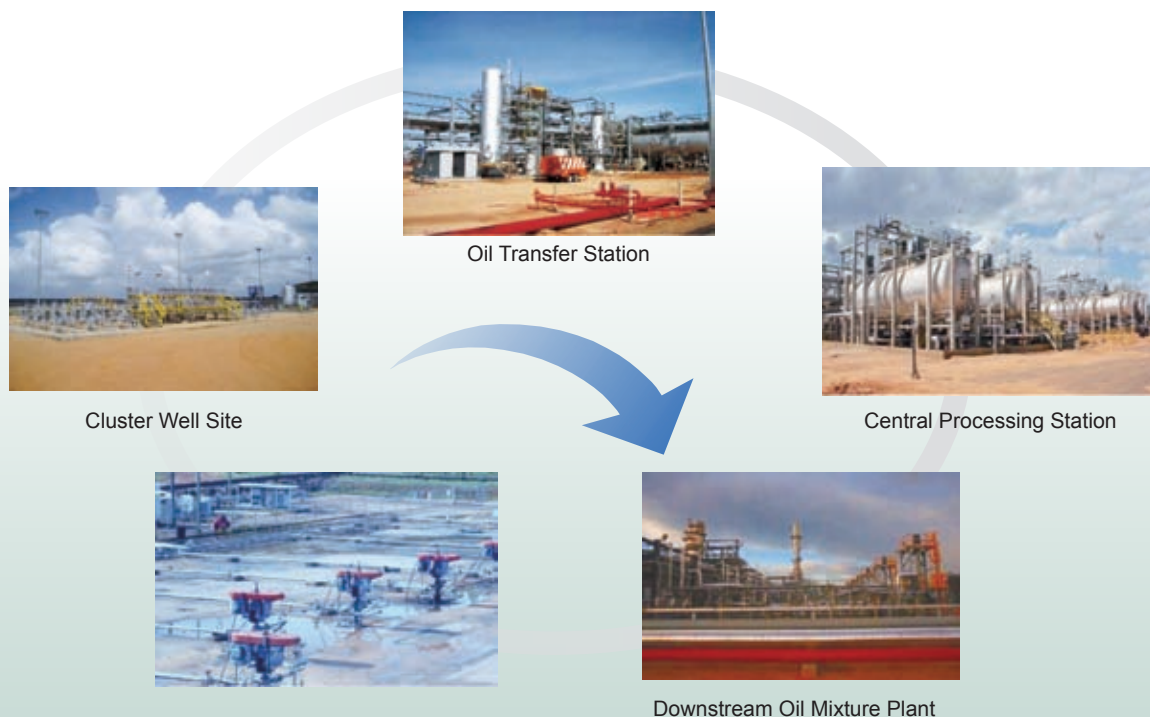 Oil Transfer Station
Cluster Well Site
Central Processing Station
Downstream Oil Mixture Plant